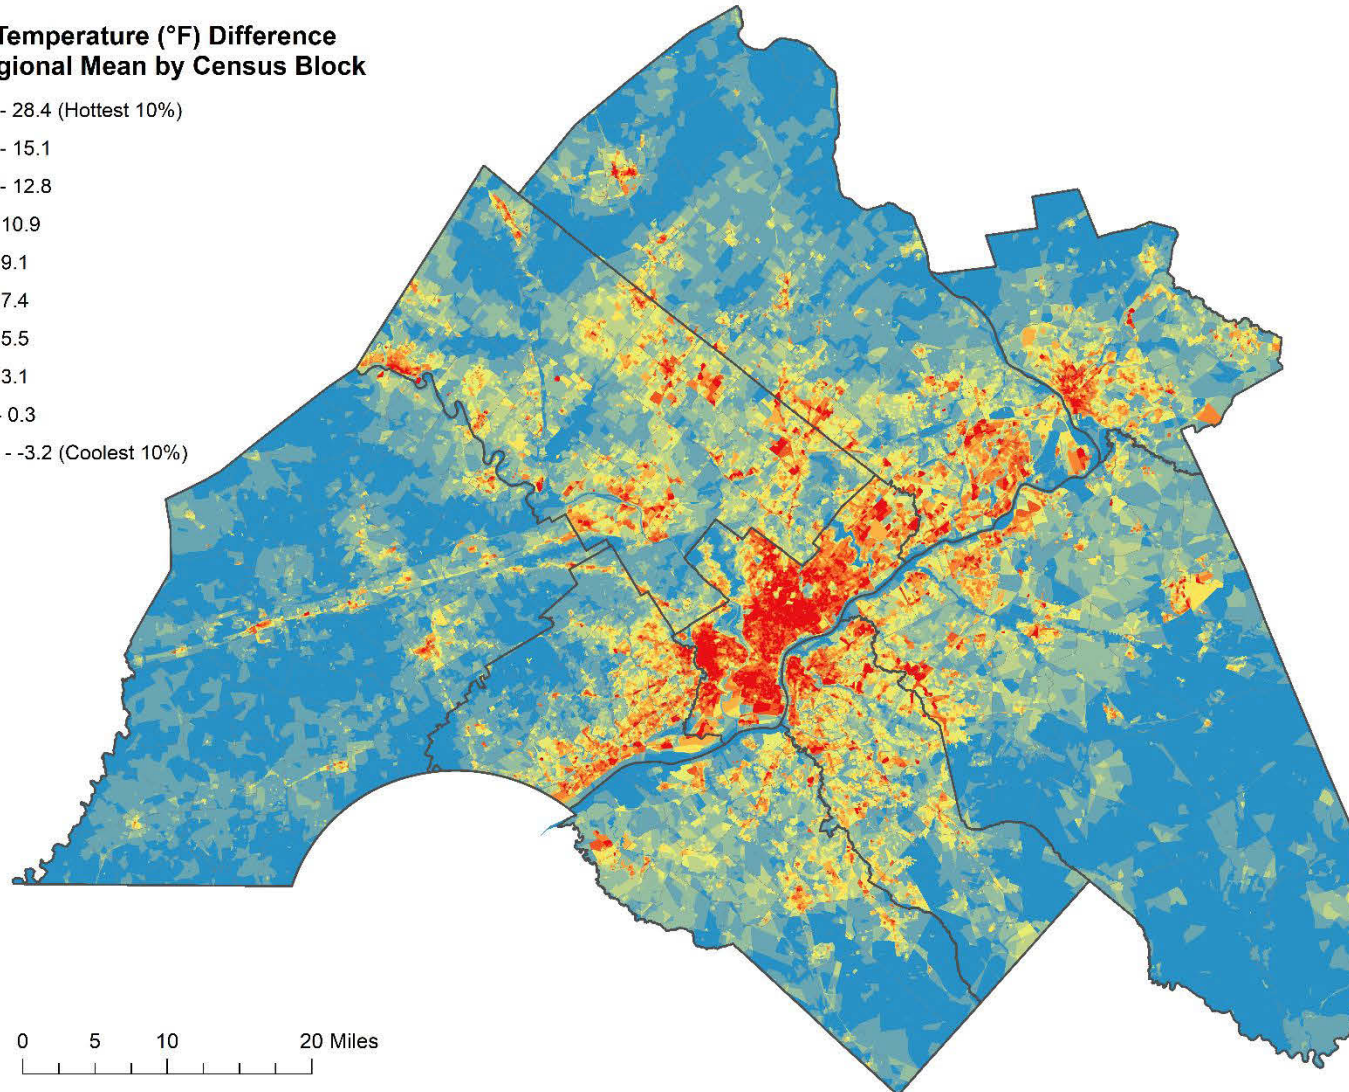 Temperature (°F) Difference
gional Mean by Census Block
- 28.4 (Hottest 10%)
- 15.1
- 12.8
10.9
9.1
7.4
5.5
3.1
- 0.3
- -3.2 (Coolest 10%)
0 5 10 20 Miles